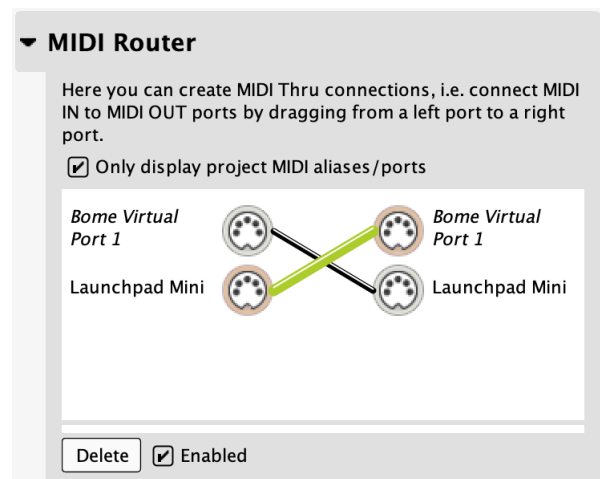 MIDI Router
Here you can create MIDI Thru connections, i.e. connect MIDI
IN to MIDI OUT ports by dragging from a left port to a right
port.
Only display project MIDI aliases/ports
Bome Virtual
Port 1
Bome Virtual
Port 1
Launchpad Mini
Launchpad Mini
Delete
Enabled